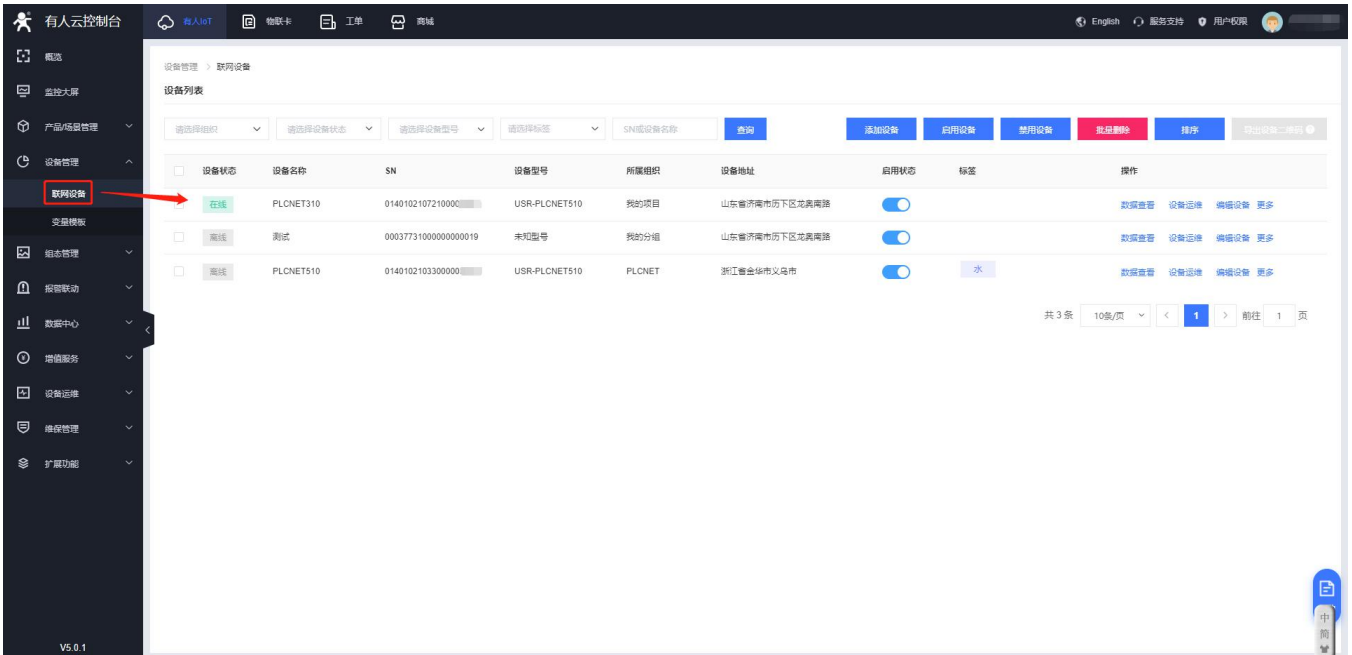 有人云控制台 有人IoT 物联卡 工单 商城 English 服务支持 用户权限
概览
监控大屏
产品/场景管理
设备管理
联网设备
变量模板
组态管理
报警联动
数据中心
增值服务
设备运维
维保管理
扩展功能
V5.0.1
设备管理 > 联网设备
设备列表
请选择组织 请选择设备状态 请选择设备型号 请选择标签 SN或设备名称 查询 添加设备 启用设备 禁用设备 批量删除 排序 导出设备二维码
设备状态 设备名称 SN 设备型号 所属组织 设备地址 启用状态 标签 操作
在线 PLCNET310 014010210721000 USR-PLCNET510 我的项目 山东省济南市历下区龙奥南路 数据查看 设备运维 编辑设备 更多
离线 测试 00037731000000000019 未知型号 我的分组 山东省济南市历下区龙奥南路 数据查看 设备运维 编辑设备 更多
离线 PLCNET510 0140102103300000 USR-PLCNET510 PLCNET 浙江省金华市义乌市 水 数据查看 设备运维 编辑设备 更多
共 3 条 10条/页 < 1 > 前往 1 页
中
简